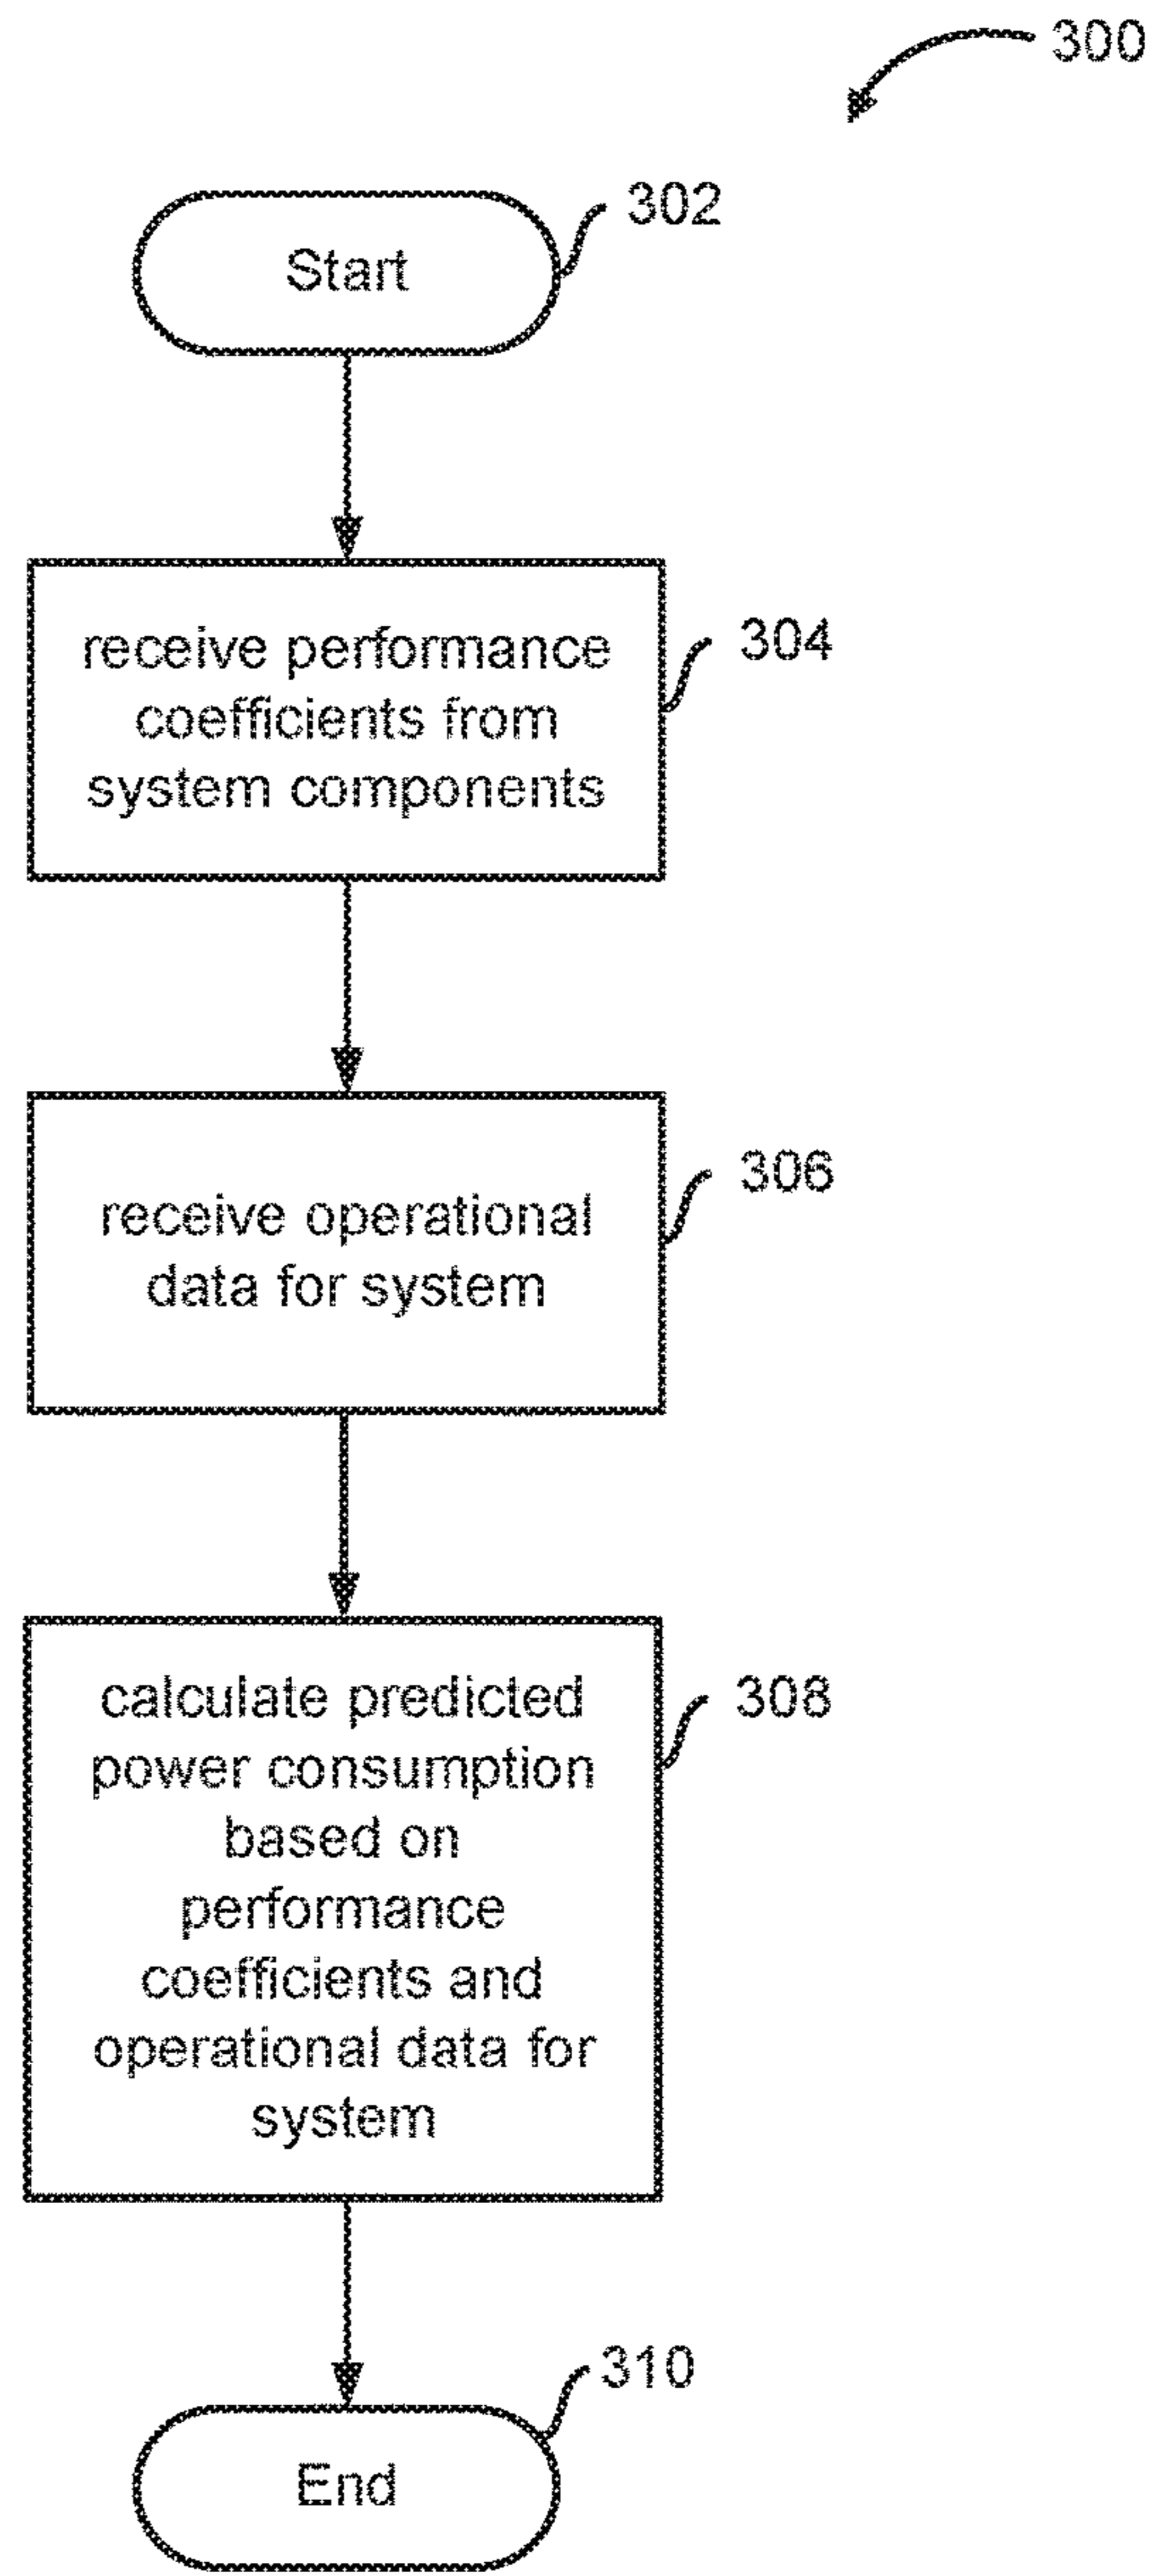 300
302
Start
304
receive performance
coefficients from
system components
306
receive operational
data for system
308
calculate predicted
power consumption
based on
performance
coefficients and
operational data for
system
310
End